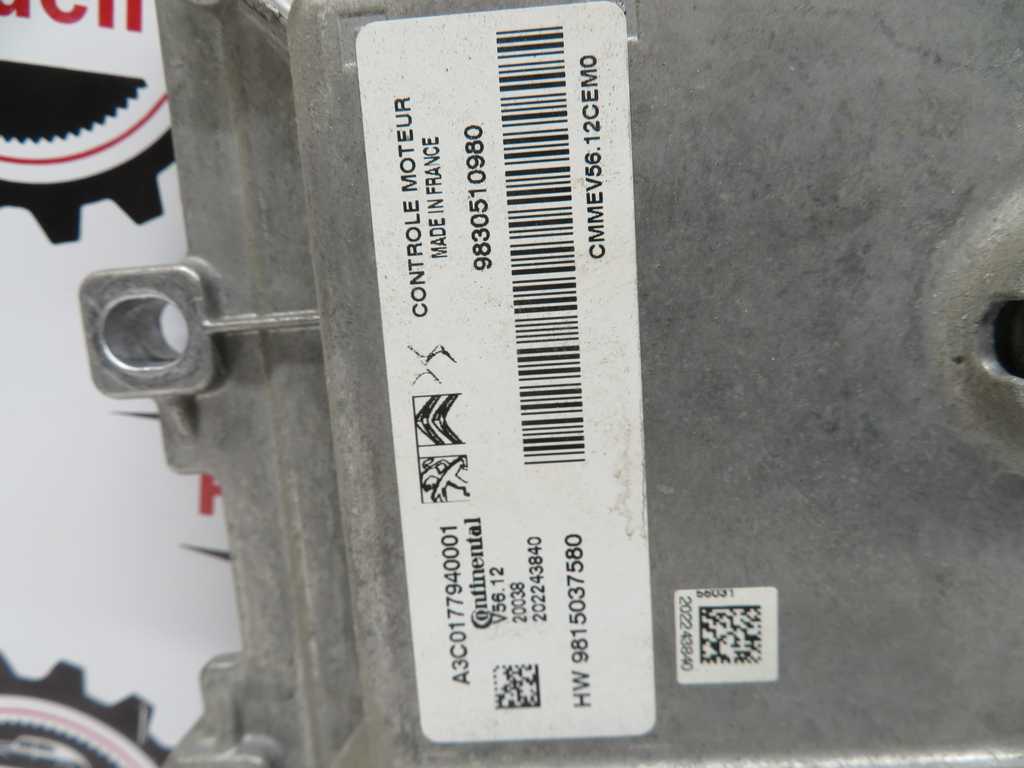 A3C0177940001
Continental
V56.12
20038
202243840
HW 9815037580
CONTROLE MOTEUR
MADE IN FRANCE
9830510980
CMMEV56.12CEM0
202243840